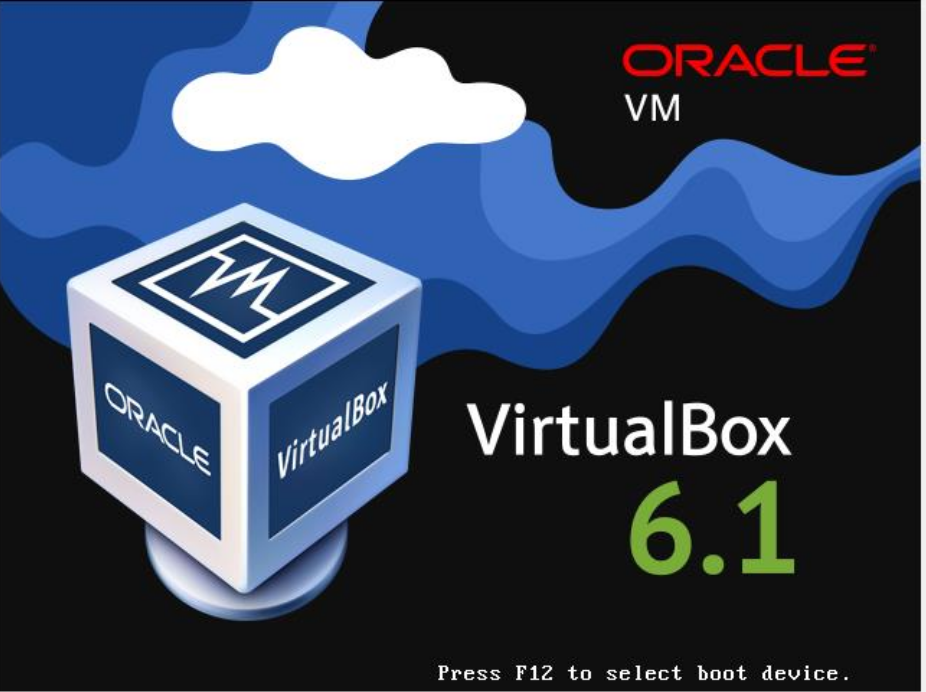 ORACLE®
VM
ORACLE
VirtualBox
VirtualBox
6.1
Press F12 to select boot device.